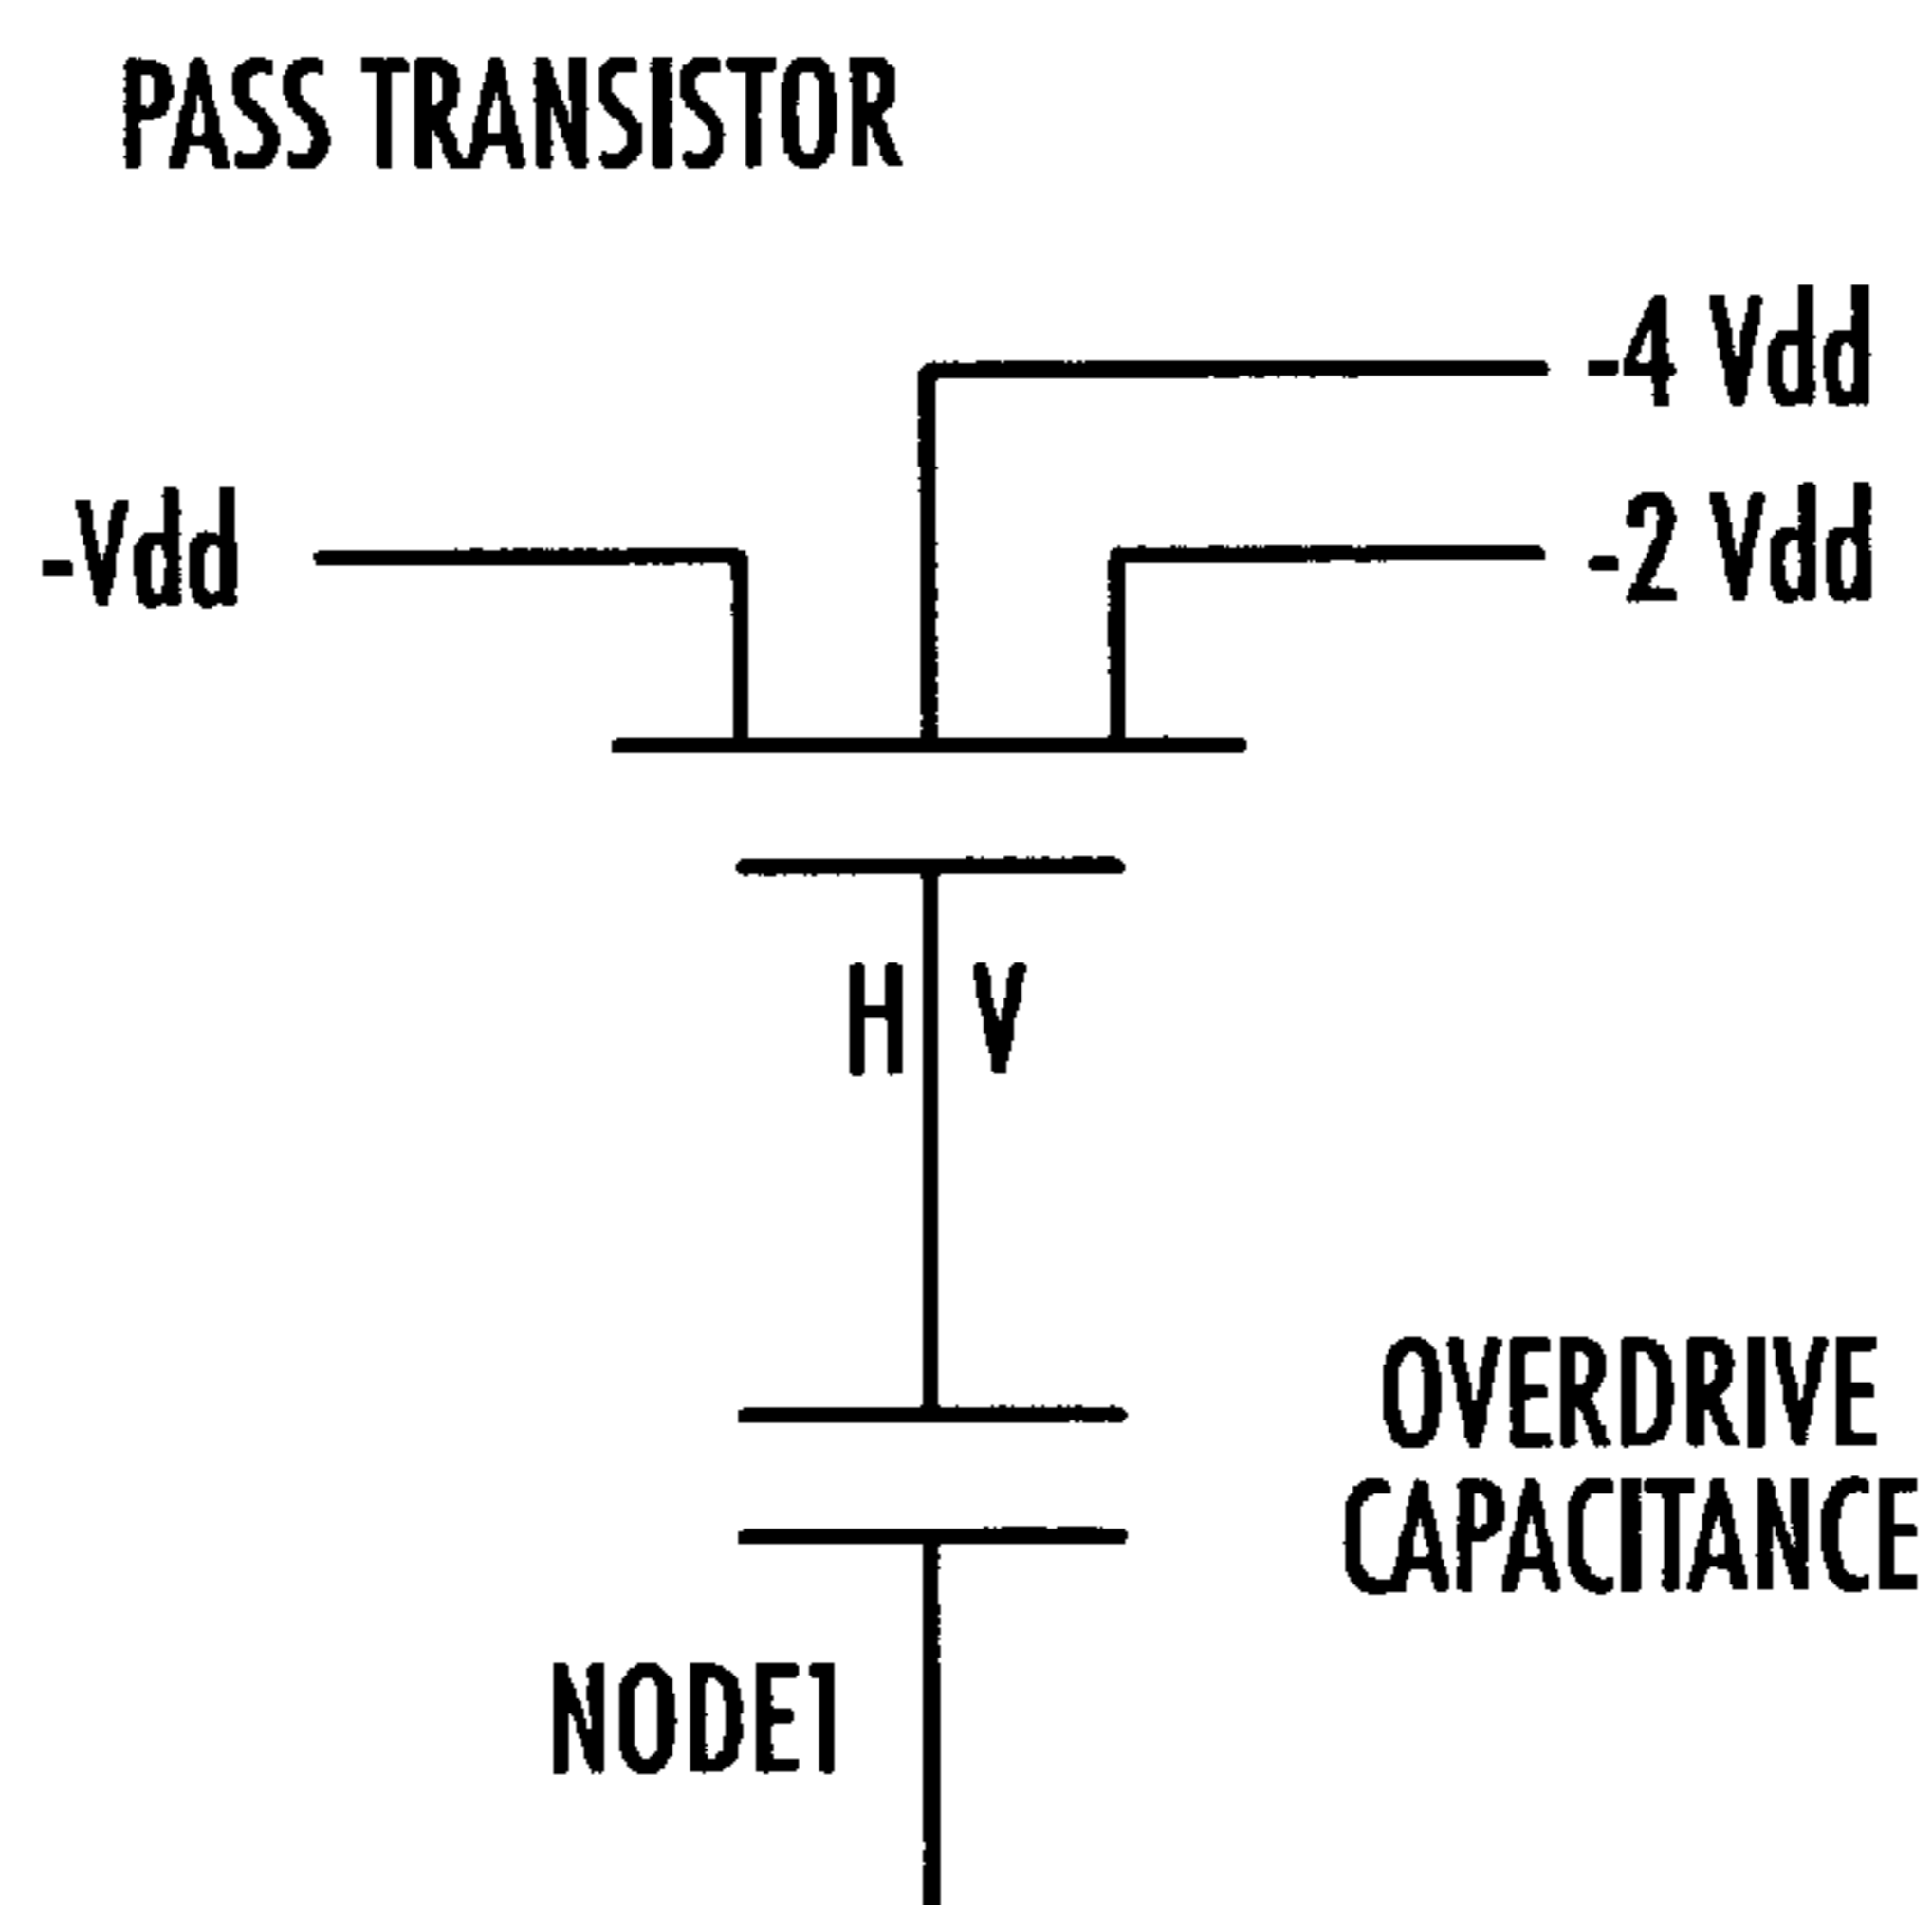 PASS TRANSISTOR
-4 Vdd
-Vdd
-2 Vdd
H V
OVERDRIVE
CAPACITANCE
NODE1